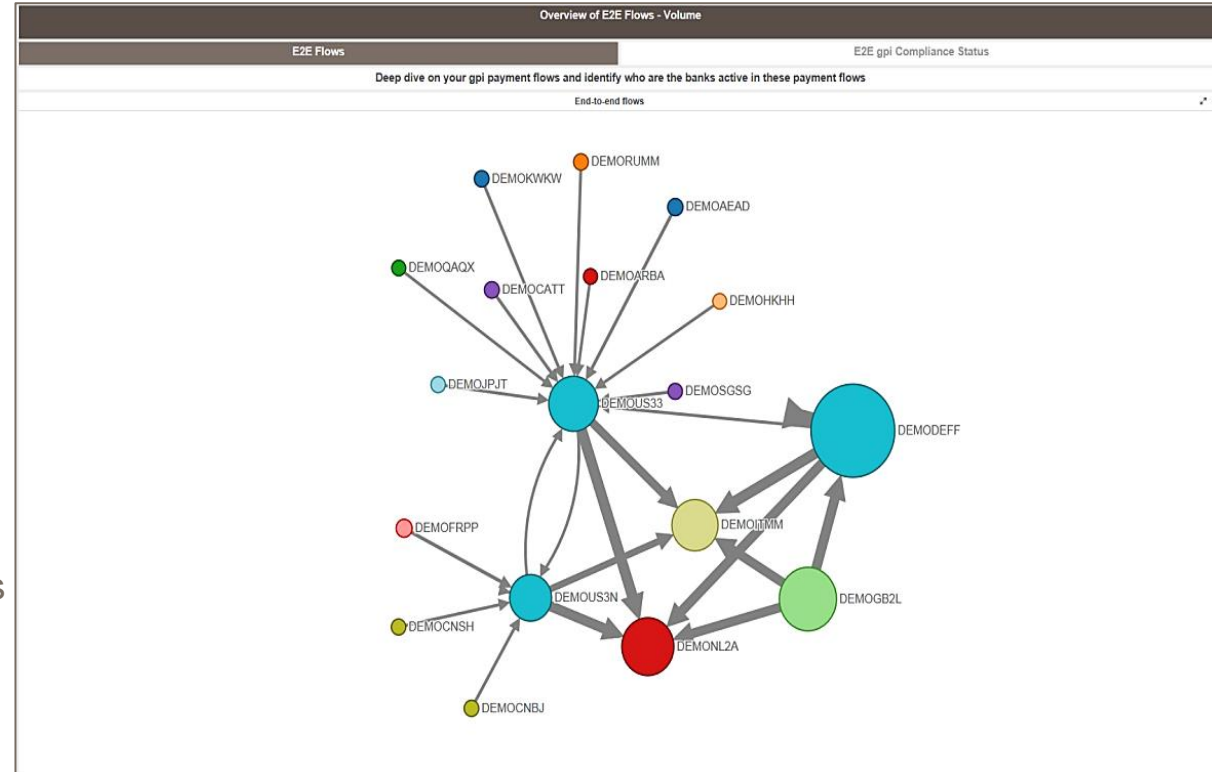 Overview of E2E Flows - Volume
E2E Flows
E2E gpi Compliance Status
Deep dive on your gpi payment flows and identify who are the banks active in these payment flows
End-to-end flows
DEMORUMM
DEMOKWKW
DEMOAEAD
DEMOQAQX
DEMOARBA
DEMOCATT
DEMOHKHH
DEMOJPJT
DEMOSGSG
DEMOUS33
DEMODEFF
DEMOITMM
DEMOFRPP
s
DEMOUS3N
DEMOGB2L
DEMOCNSH
DEMONL2A
DEMOCNBJ